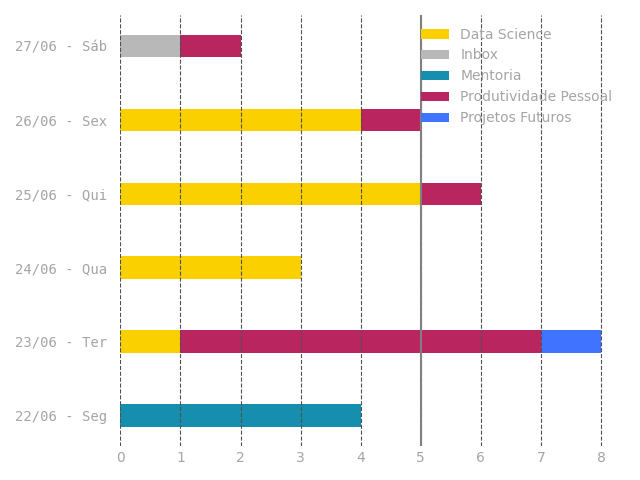 27/06 - Sáb
26/06 - Sex
25/06 - Qui
24/06 - Qua
23/06 - Ter
22/06 - Seg
0 1 2 3 4 5 6 7 8
Data Science
Inbox
Mentoria
Produtividade Pessoal
Projetos Futuros